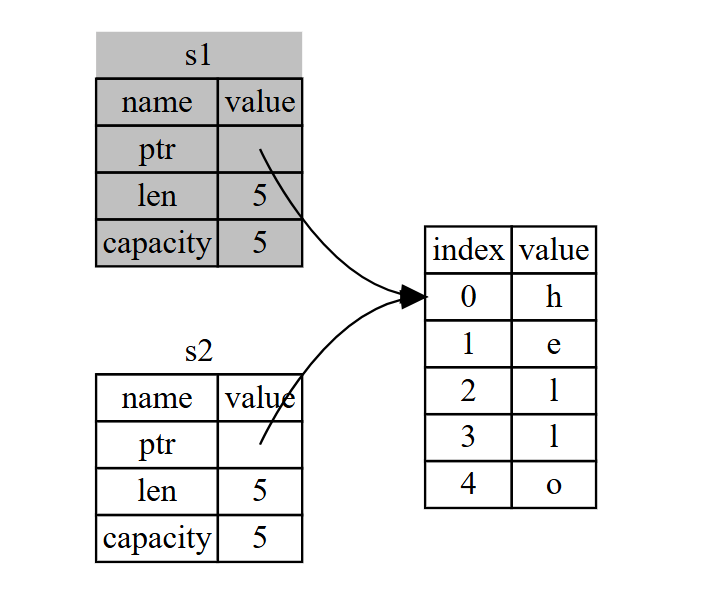 s1
name value
ptr
len 5
capacity 5
s2
name value
ptr
len 5
capacity 5
index value
0 h
1 e
2 l
3 l
4 o